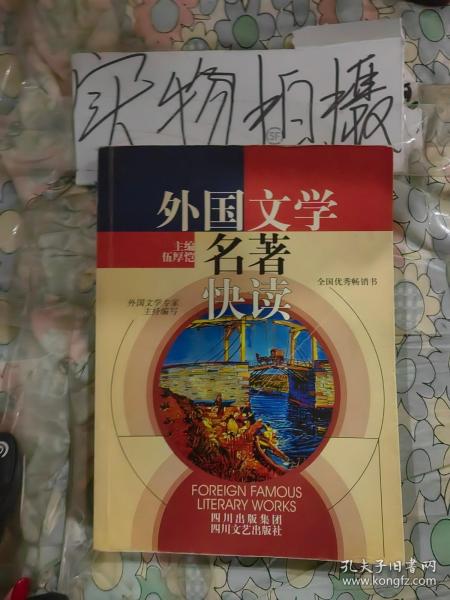 实物拍摄
SF
外国文学
主编
伍厚恺
名著
快读
全国优秀畅销书
外国文学专家
主持编写
FOREIGN FAMOUS
LITERARY WORKS
四川出版集团
四川文艺出版社
孔夫子旧书网
www.kongfz.com